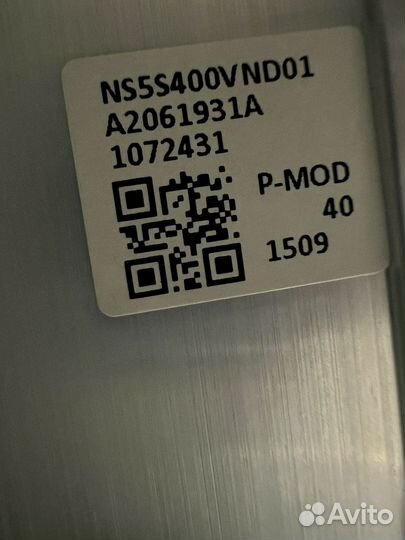 NS5S400VND01
A2061931A
1072431
P-MOD
40
1509
Avito